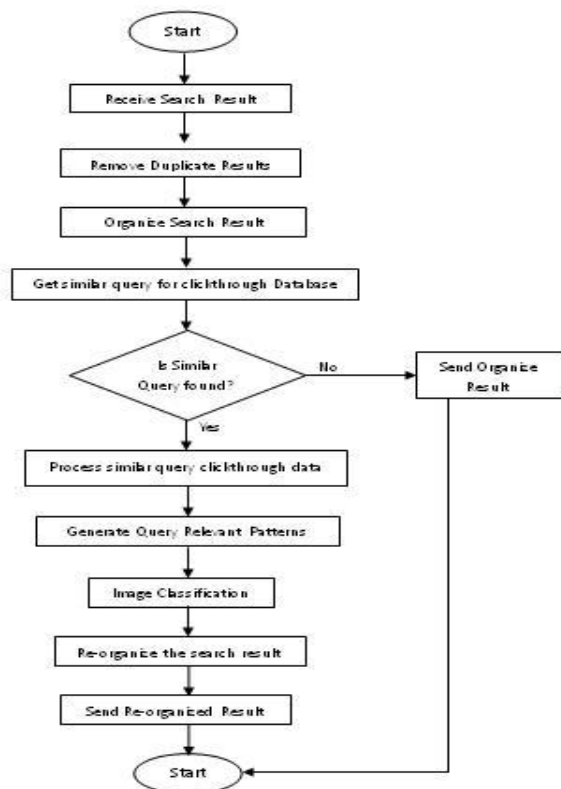 Start
Receive Search Result
Remove Duplicate Results
Organize Search Result
Get similar query for clickthrough Database
Is Similar
Query found?
No
Send Organize
Result
Yes
Process similar query clickthrough data
Generate Query Relevant Patterns
Image Classification
Re-organize the search result
Send Re-organized Result
Start